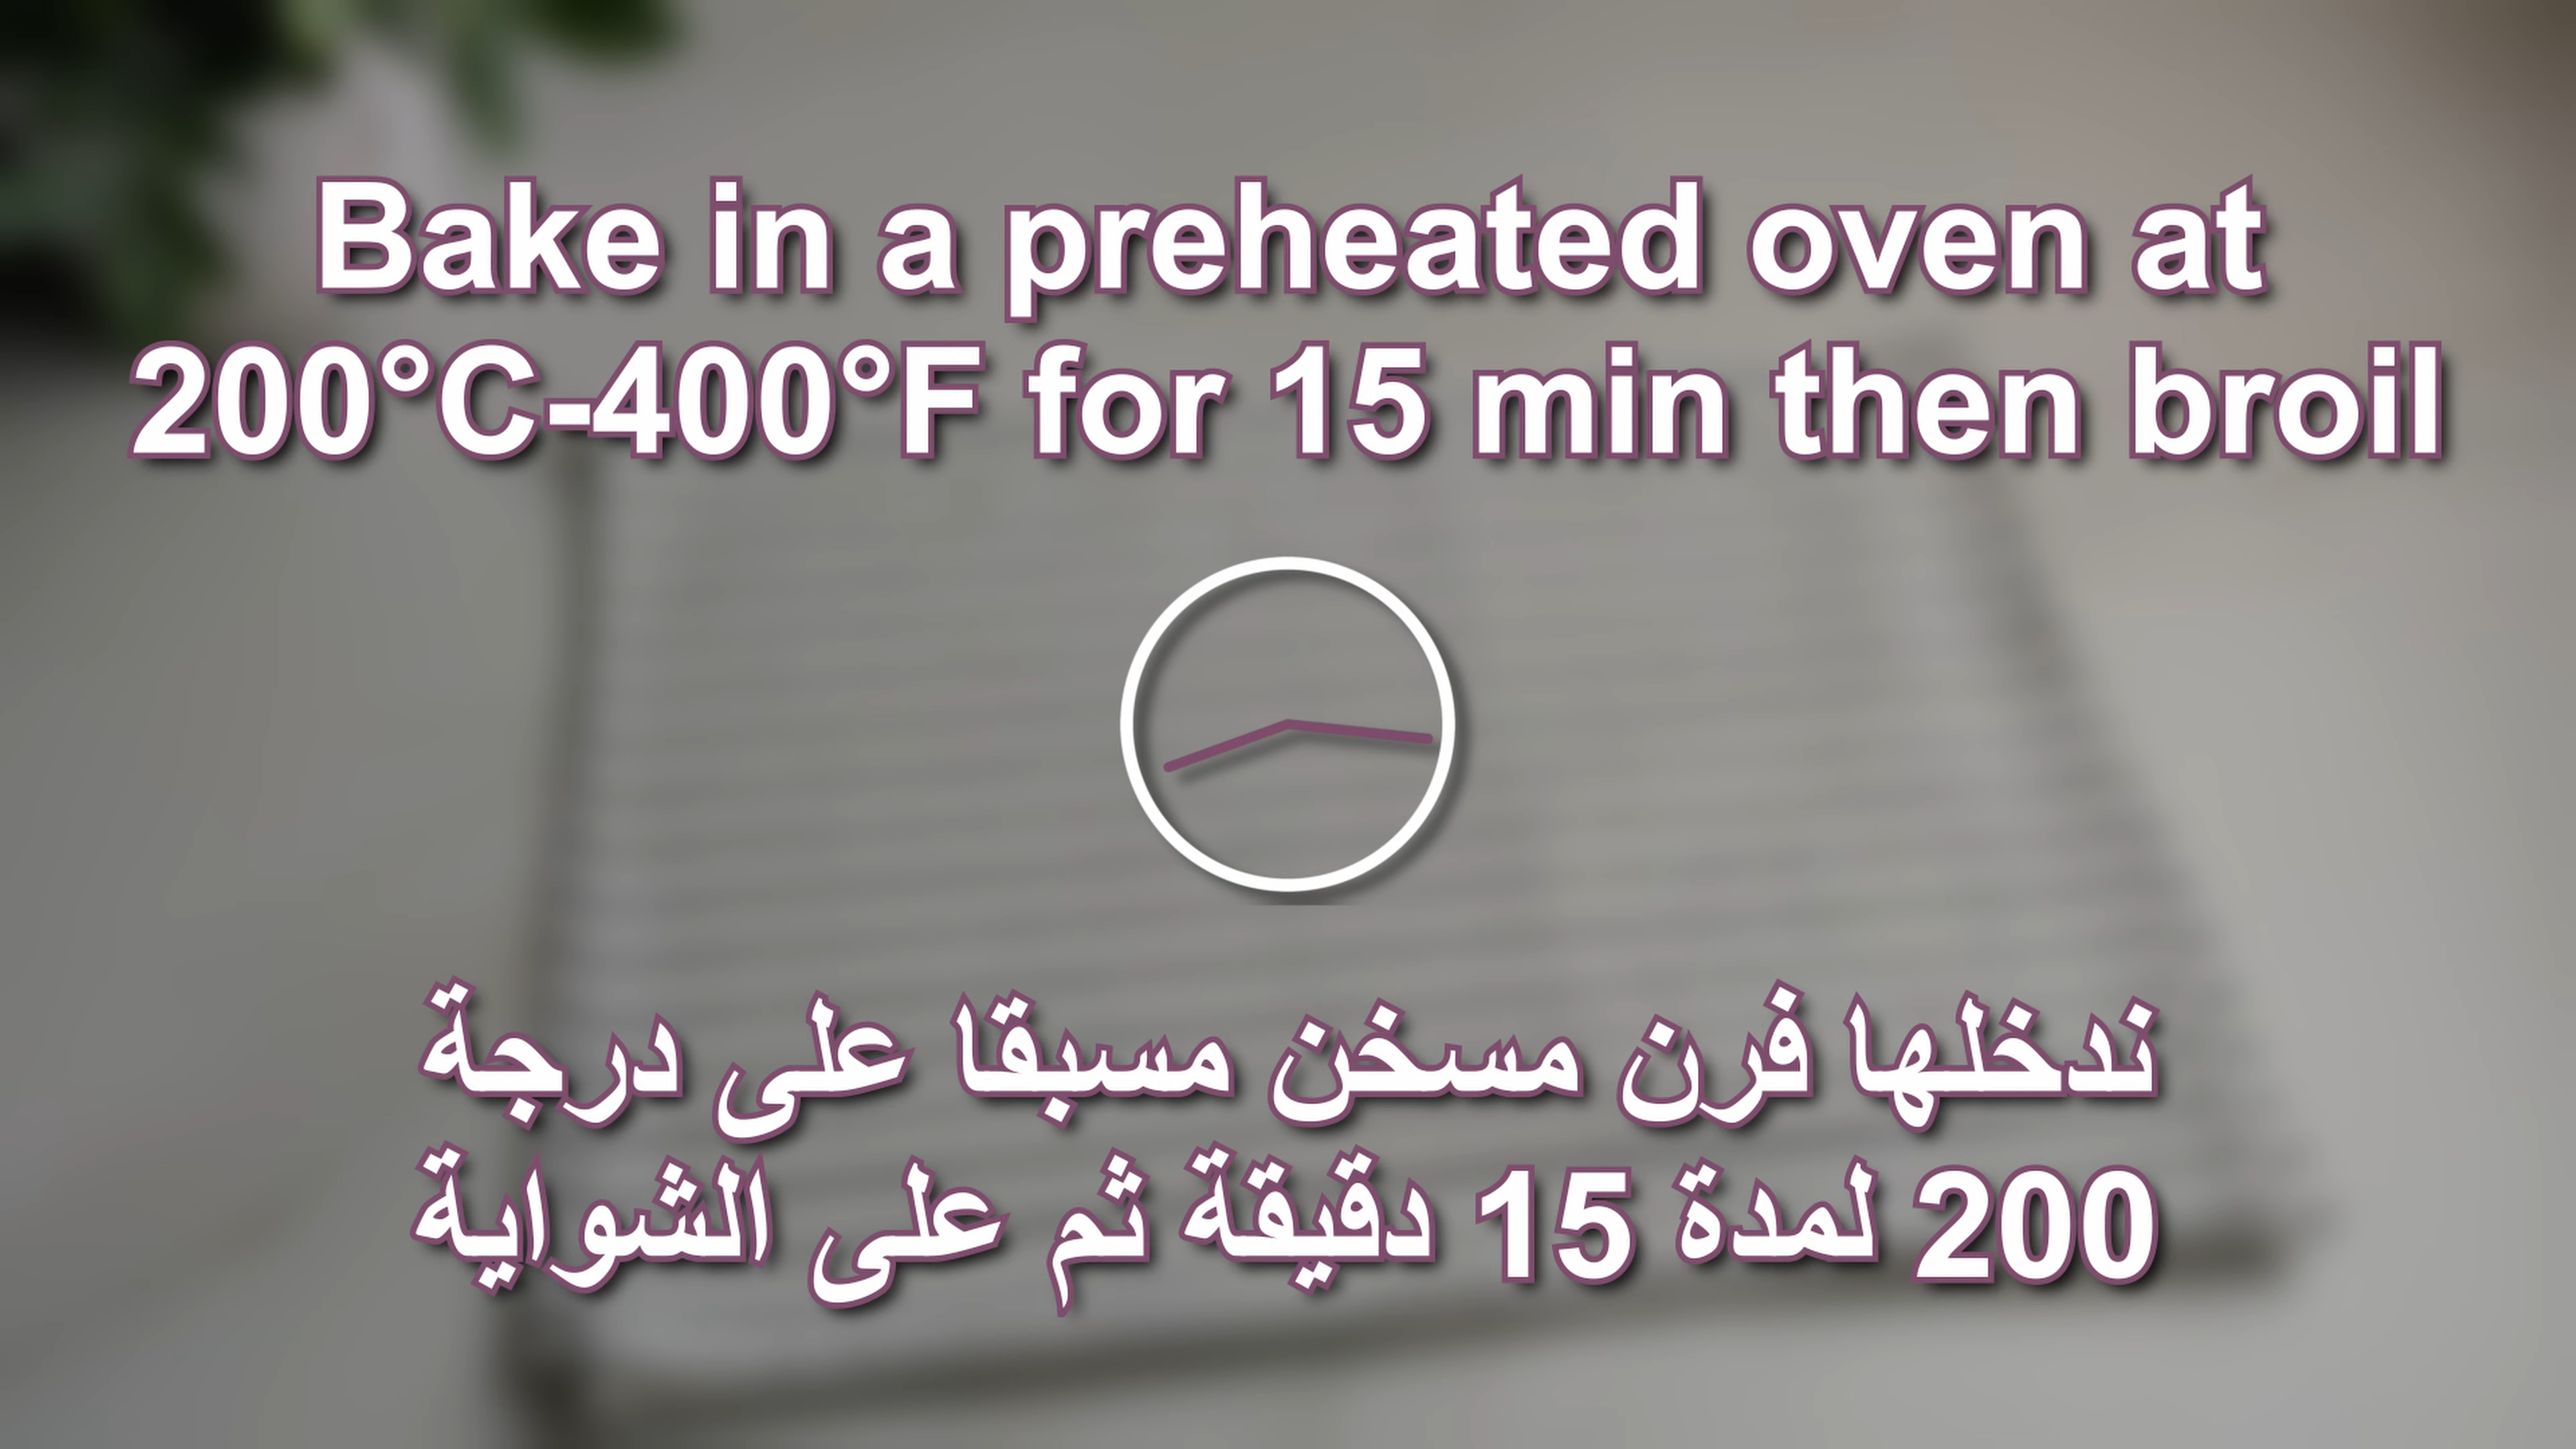 Bake in a preheated oven at
200°C-400°F for 15 min then broil
ندخلها فرن مسخن مسبقا على درجة
200 لمدة 15 دقيقة ثم على الشواية